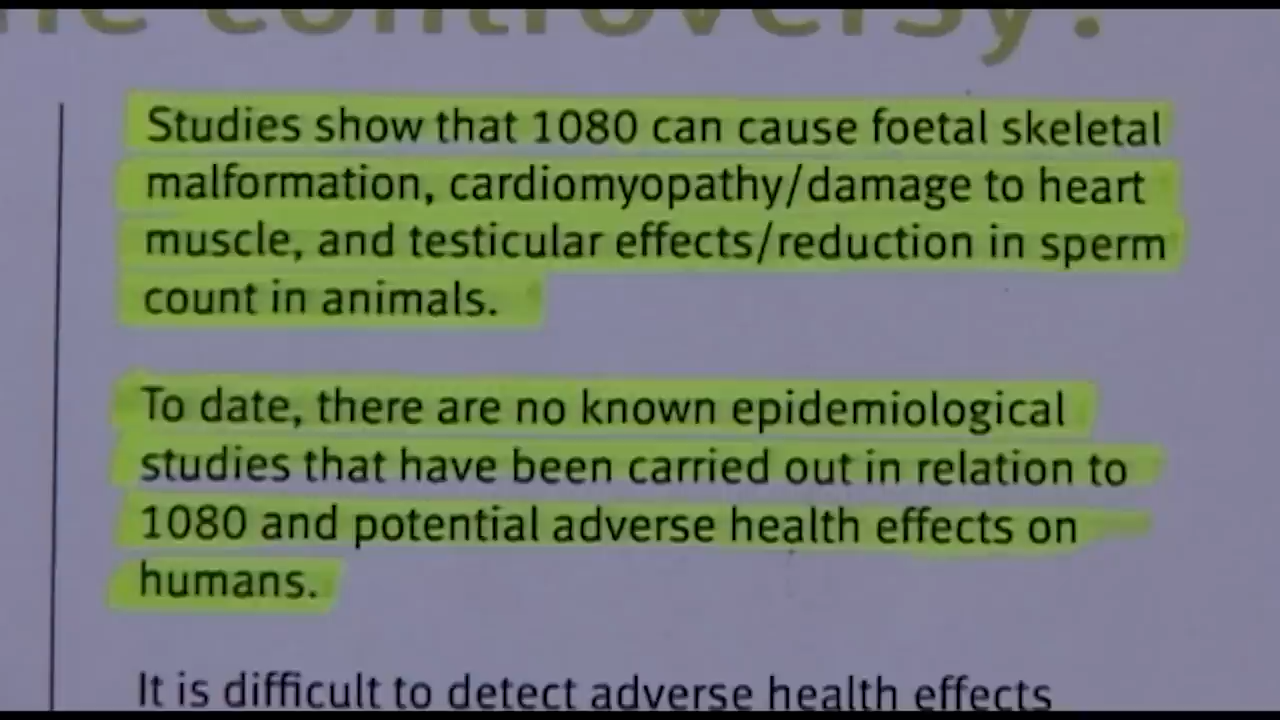 controversy?
Studies show that 1080 can cause foetal skeletal
malformation, cardiomyopathy/damage to heart
muscle, and testicular effects/reduction in sperm
count in animals.
To date, there are no known epidemiological
studies that have been carried out in relation to
1080 and potential adverse health effects on
humans.
It is difficult to detect adverse health effects